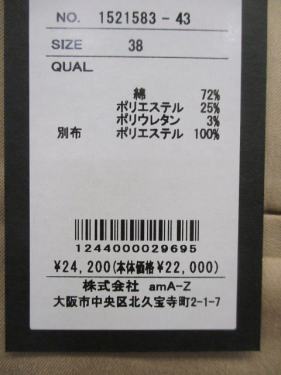 NO. 1521583-43
SIZE 38
QUAL
綿 72%
ポリエステル 25%
ポリウレタン 3%
別布 ポリエステル 100%
1244000029695
¥24,200(本体価格¥22,000)
株式会社 amA-Z
大阪市中央区北久宝寺町2-1-7